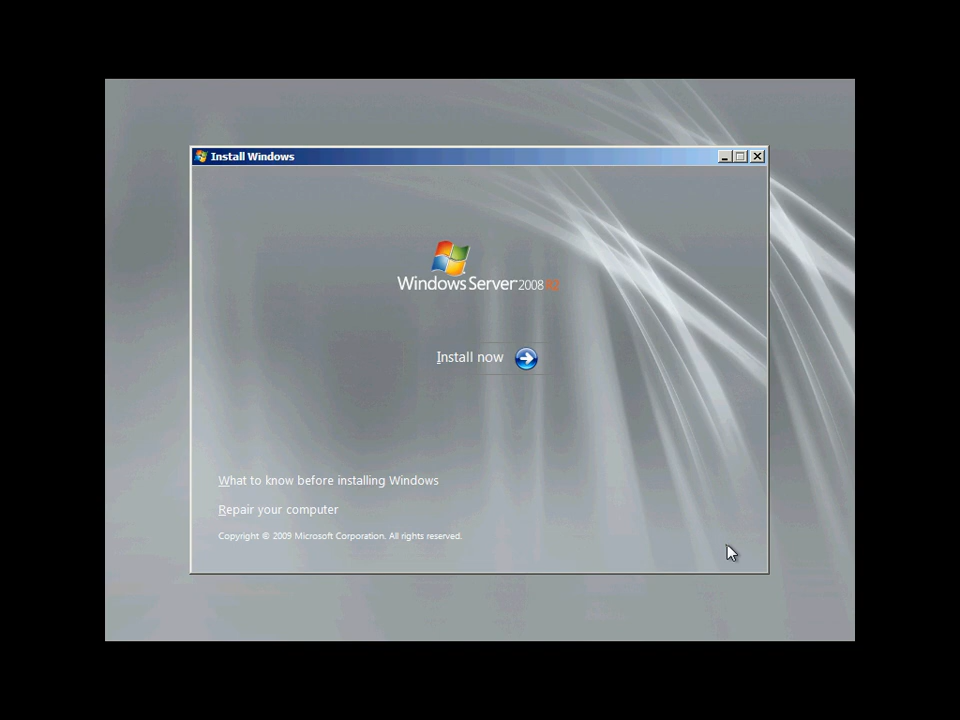 Install Windows
Windows Server 2008 R2
Install now
What to know before installing Windows
Repair your computer
Copyright © 2009 Microsoft Corporation. All rights reserved.